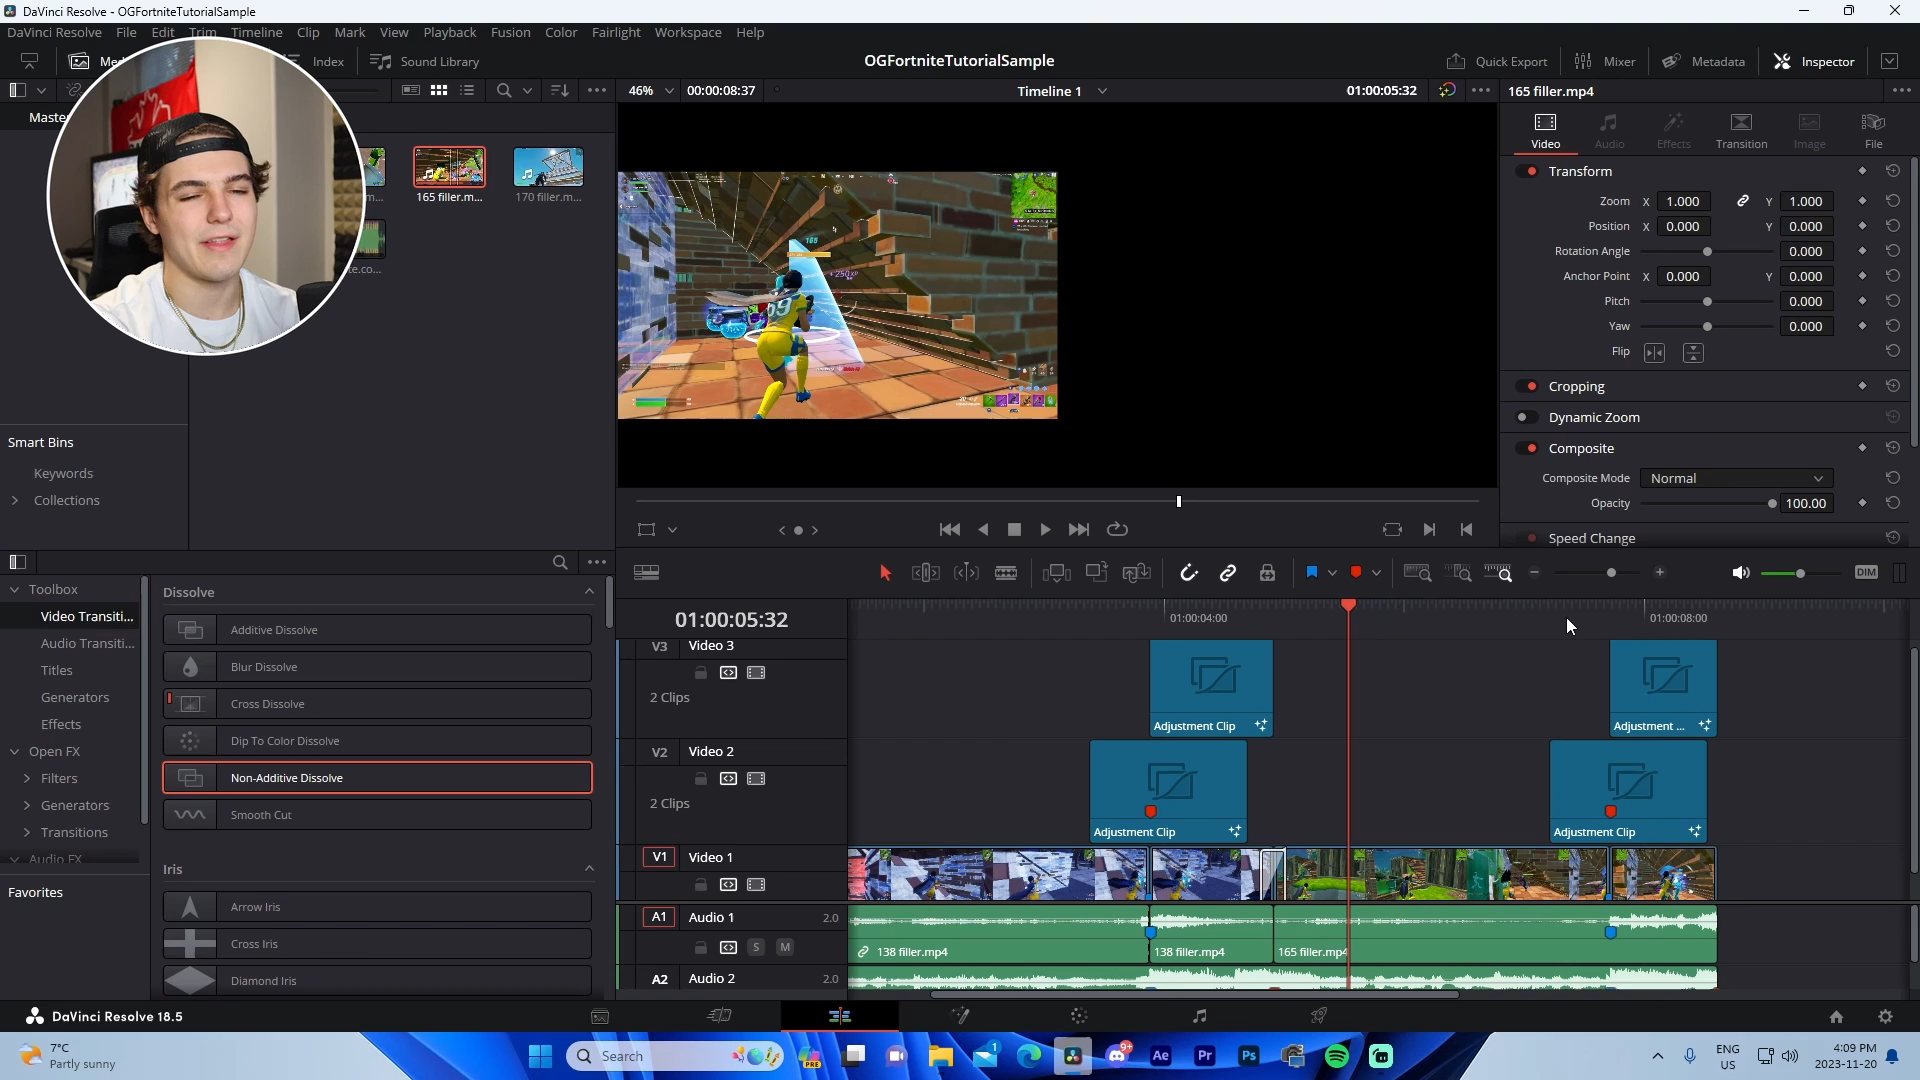 DaVinci Resolve - OGFortniteTutorialSample
DaVinci Resolve File Edit Trim Timeline Clip Mark View Playback Fusion Color Fairlight Workspace Help
Index Sound Library
OGFortniteTutorialSample
Quick Export Mixer Metadata Inspector
46% 00:00:08:37 Timeline 1 01:00:05:32 165 filler.mp4
Video Audio Effects Transition Image File
165 filler.m... 170 filler.m...
Transform
Zoom X 1.000 Y 1.000
Position X 0.000 Y 0.000
Rotation Angle 0.000
Anchor Point X 0.000 Y 0.000
Pitch 0.000
Yaw 0.000
Flip
Cropping
Dynamic Zoom
Composite
Composite Mode Normal
Opacity 100.00
Speed Change
Smart Bins
Keywords
Collections
Toolbox
Video Transiti...
Audio Transiti...
Titles
Generators
Effects
Open FX
Filters
Generators
Transitions
Audio FX
Favorites
Dissolve
Additive Dissolve
Blur Dissolve
Cross Dissolve
Dip To Color Dissolve
Non-Additive Dissolve
Smooth Cut
Iris
Arrow Iris
Cross Iris
Diamond Iris
DIM
01:00:05:32 01:00:04:00 01:00:08:00
V3 Video 3
2 Clips
Adjustment Clip Adjustment ...
V2 Video 2
2 Clips
Adjustment Clip Adjustment Clip
V1 Video 1
A1 Audio 1 2.0
S M
138 filler.mp4 138 filler.mp4 165 filler.mp4
A2 Audio 2 2.0
DaVinci Resolve 18.5
7°C
Partly sunny
Search
PRE
1
9+
Ae
Pr
Ps
ENG
US
4:09 PM
2023-11-20